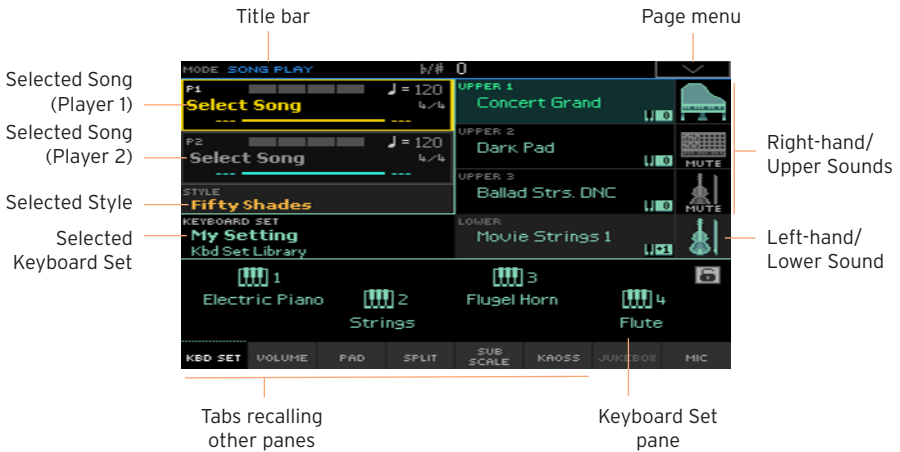 Title bar
Page menu
Selected Song
(Player 1)
Selected Song
(Player 2)
Selected Style
Selected
Keyboard Set
MODE SONG PLAY ♭/# 0
P1 ♩ = 120
Select Song 4/4
--- ---
P2 ♩ = 120
Select Song 4/4
--- ---
STYLE
Fifty Shades
KEYBOARD SET
My Setting
Kbd Set Library
UPPER 1
Concert Grand
0
UPPER 2
Dark Pad
0 MUTE
UPPER 3
Ballad Strs. DNC
0 MUTE
LOWER
Movie Strings 1
+1
Right-hand/
Upper Sounds
Left-hand/
Lower Sound
1
Electric Piano
2
Strings
3
Flugel Horn
4
Flute
KBD SET VOLUME PAD SPLIT SUB SCALE KAOSS JUKEBOX MIC
Tabs recalling
other panes
Keyboard Set
pane